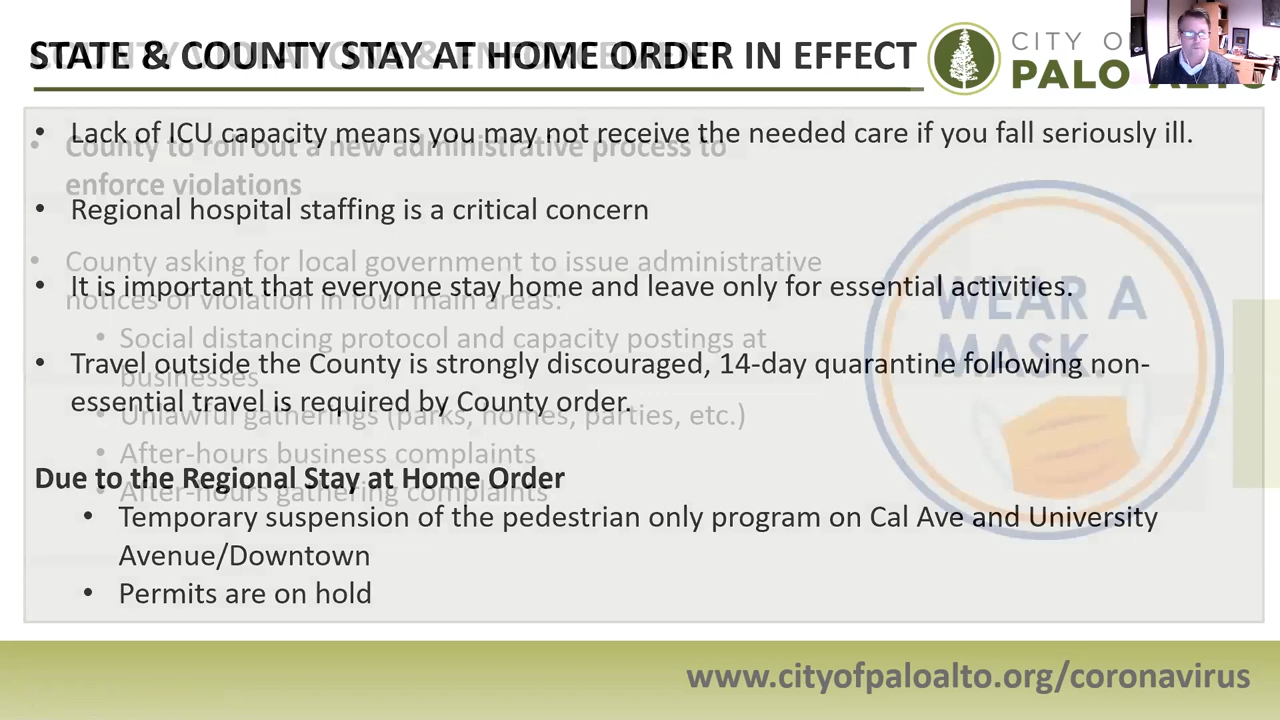 STATE & COUNTY STAY AT HOME ORDER IN EFFECT
CITY O
PALO ALTO
• Lack of ICU capacity means you may not receive the needed care if you fall seriously ill.
• County to roll out a new administrative process to
enforce violations
• Regional hospital staffing is a critical concern
• County asking for local government to issue administrative
notices of violation in four main areas:
• It is important that everyone stay home and leave only for essential activities.
• Social distancing protocol and capacity postings at
businesses
• Travel outside the County is strongly discouraged, 14-day quarantine following non-
essential travel is required by County order.
• Unlawful gatherings (parks, homes, parties, etc.)
• After-hours business complaints
• After-hours gathering complaints
WEAR A
MASK.
Due to the Regional Stay at Home Order
• Temporary suspension of the pedestrian only program on Cal Ave and University
Avenue/Downtown
• Permits are on hold
www.cityofpaloalto.org/coronavirus